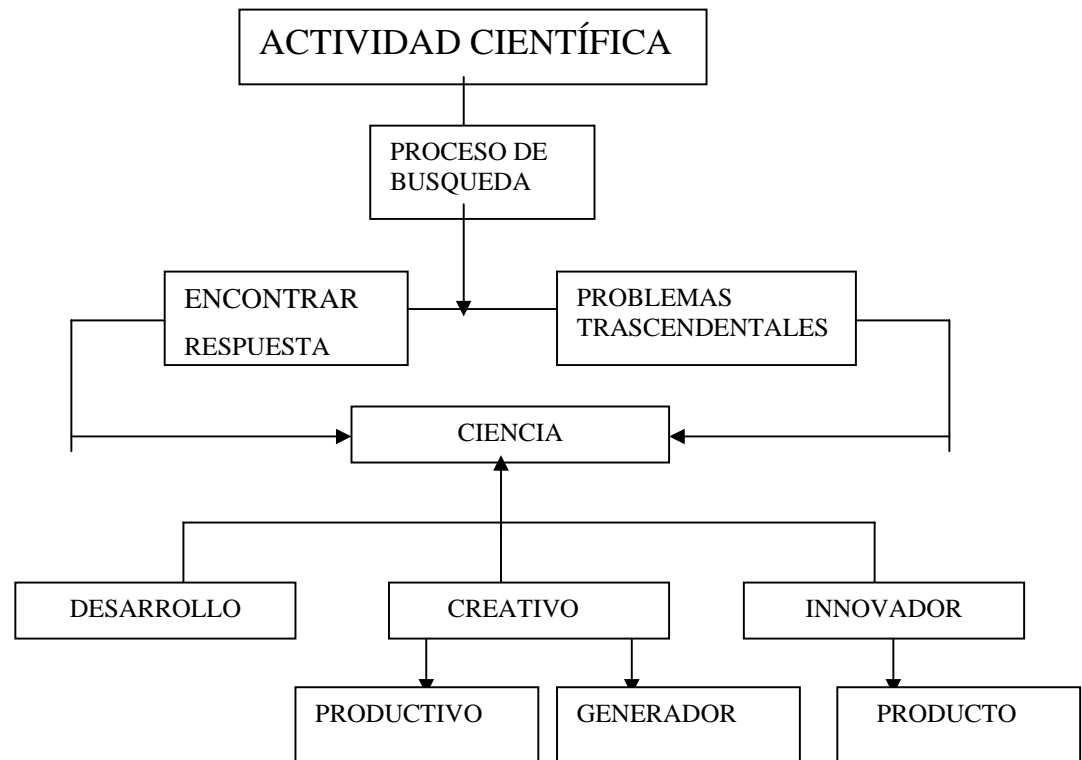 ACTIVIDAD CIENTÍFICA
PROCESO DE
BUSQUEDA
ENCONTRAR
RESPUESTA
PROBLEMAS
TRASCENDENTALES
CIENCIA
DESARROLLO
CREATIVO
INNOVADOR
PRODUCTIVO
GENERADOR
PRODUCTO